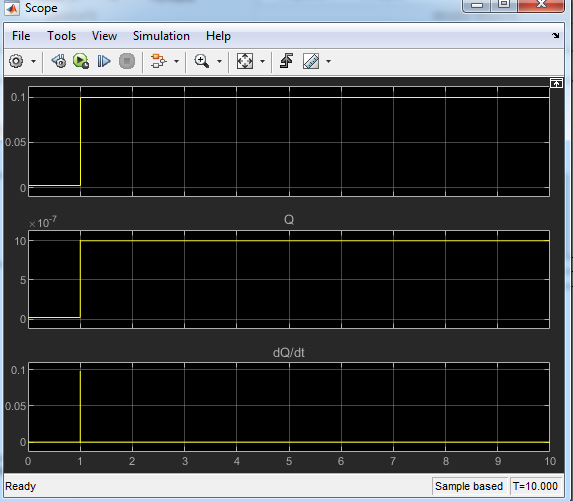 Scope
File Tools View Simulation Help
0.1
0.05
0
×10-7
Q
10
5
0
dQ/dt
0.1
0.05
0
0 1 2 3 4 5 6 7 8 9 10
Ready Sample based T=10.000